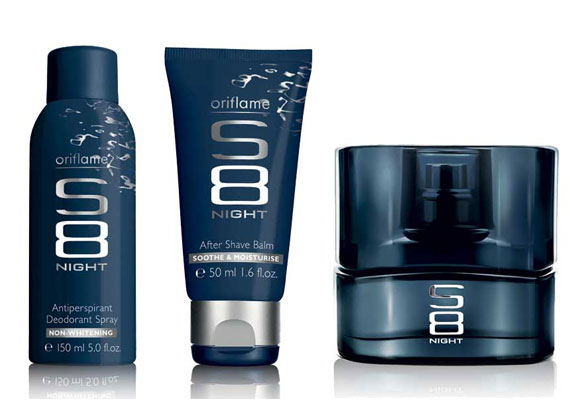 oriflame
S8
NIGHT
Antiperspirant
Deodorant Spray
NON-WHITENING
℮ 150 ml 5.0 fl.oz.
oriflame
S8
NIGHT
After Shave Balm
SOOTHE & MOISTURISE
℮ 50 ml 1.6 fl.oz.
S8
NIGHT